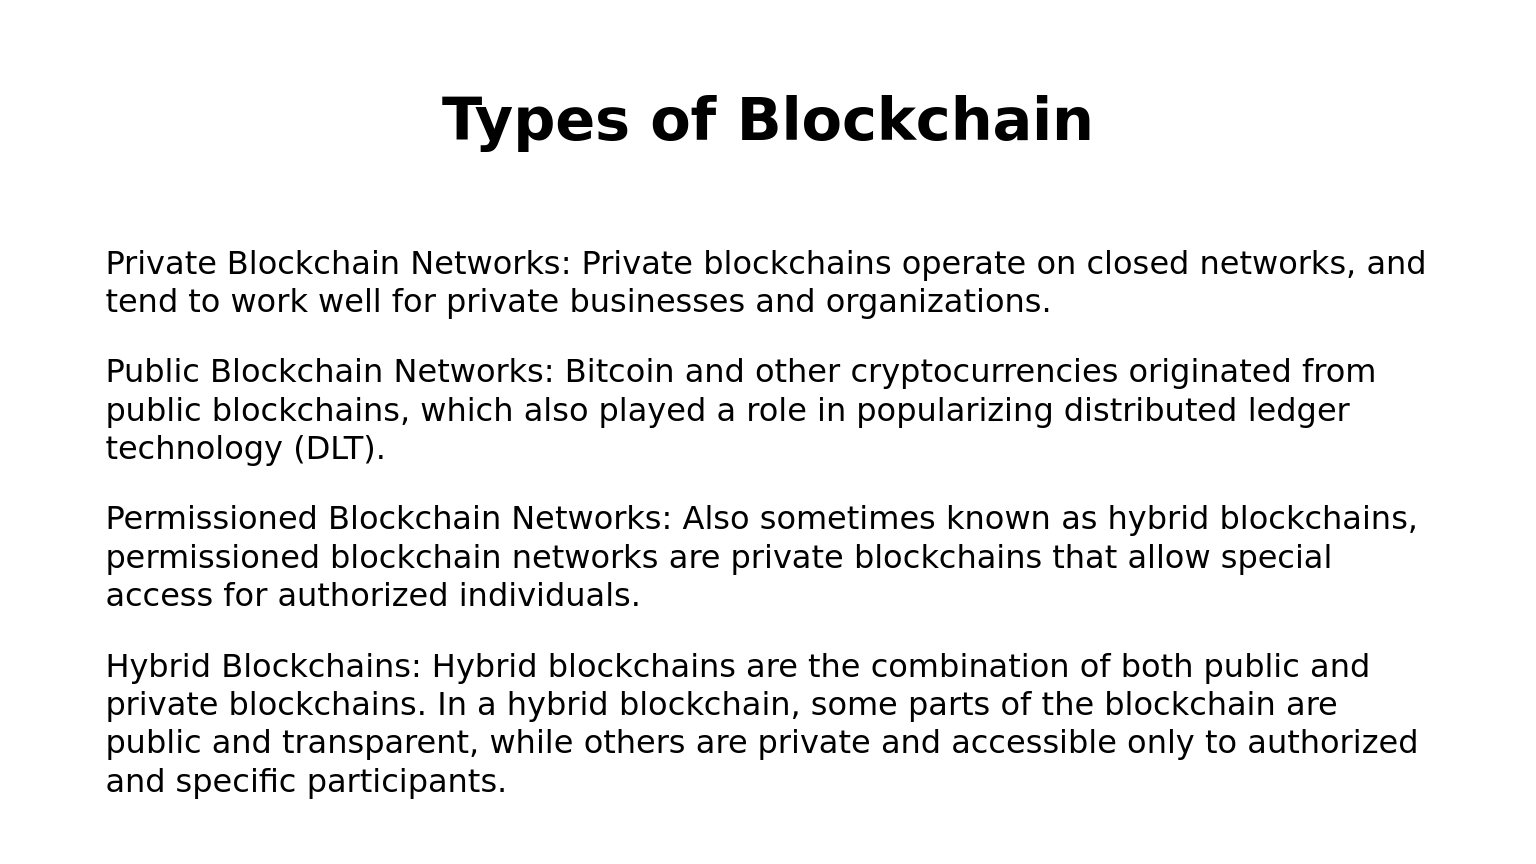 Types of Blockchain
Private Blockchain Networks: Private blockchains operate on closed networks, and
tend to work well for private businesses and organizations.
Public Blockchain Networks: Bitcoin and other cryptocurrencies originated from
public blockchains, which also played a role in popularizing distributed ledger
technology (DLT).
Permissioned Blockchain Networks: Also sometimes known as hybrid blockchains,
permissioned blockchain networks are private blockchains that allow special
access for authorized individuals.
Hybrid Blockchains: Hybrid blockchains are the combination of both public and
private blockchains. In a hybrid blockchain, some parts of the blockchain are
public and transparent, while others are private and accessible only to authorized
and specific participants.